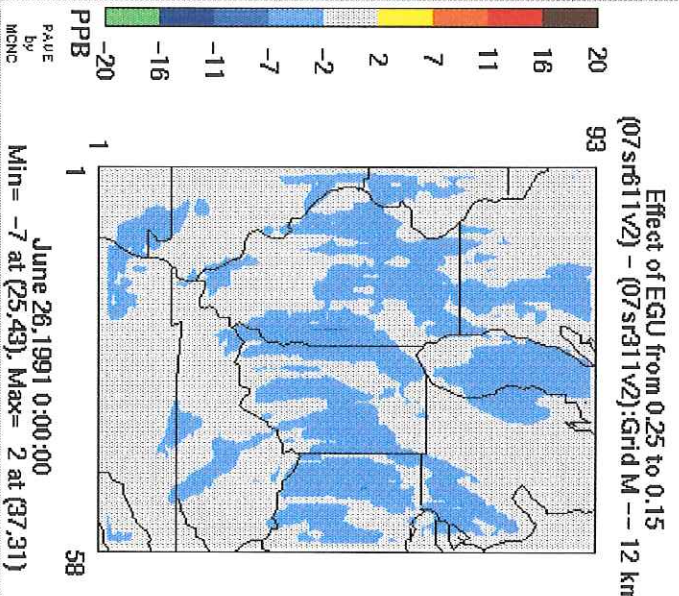 Effect of EGU from 0.25 to 0.15
(07sr611v2) - (07sr311v2):Grid M -- 12 km
20
16
11
7
2
-2
-7
-11
-16
-20
PPB
PAVE
by
MCNC
93
1
1
58
June 26,1991 0:00:00
Min= -7 at (25,43), Max= 2 at (37,31)